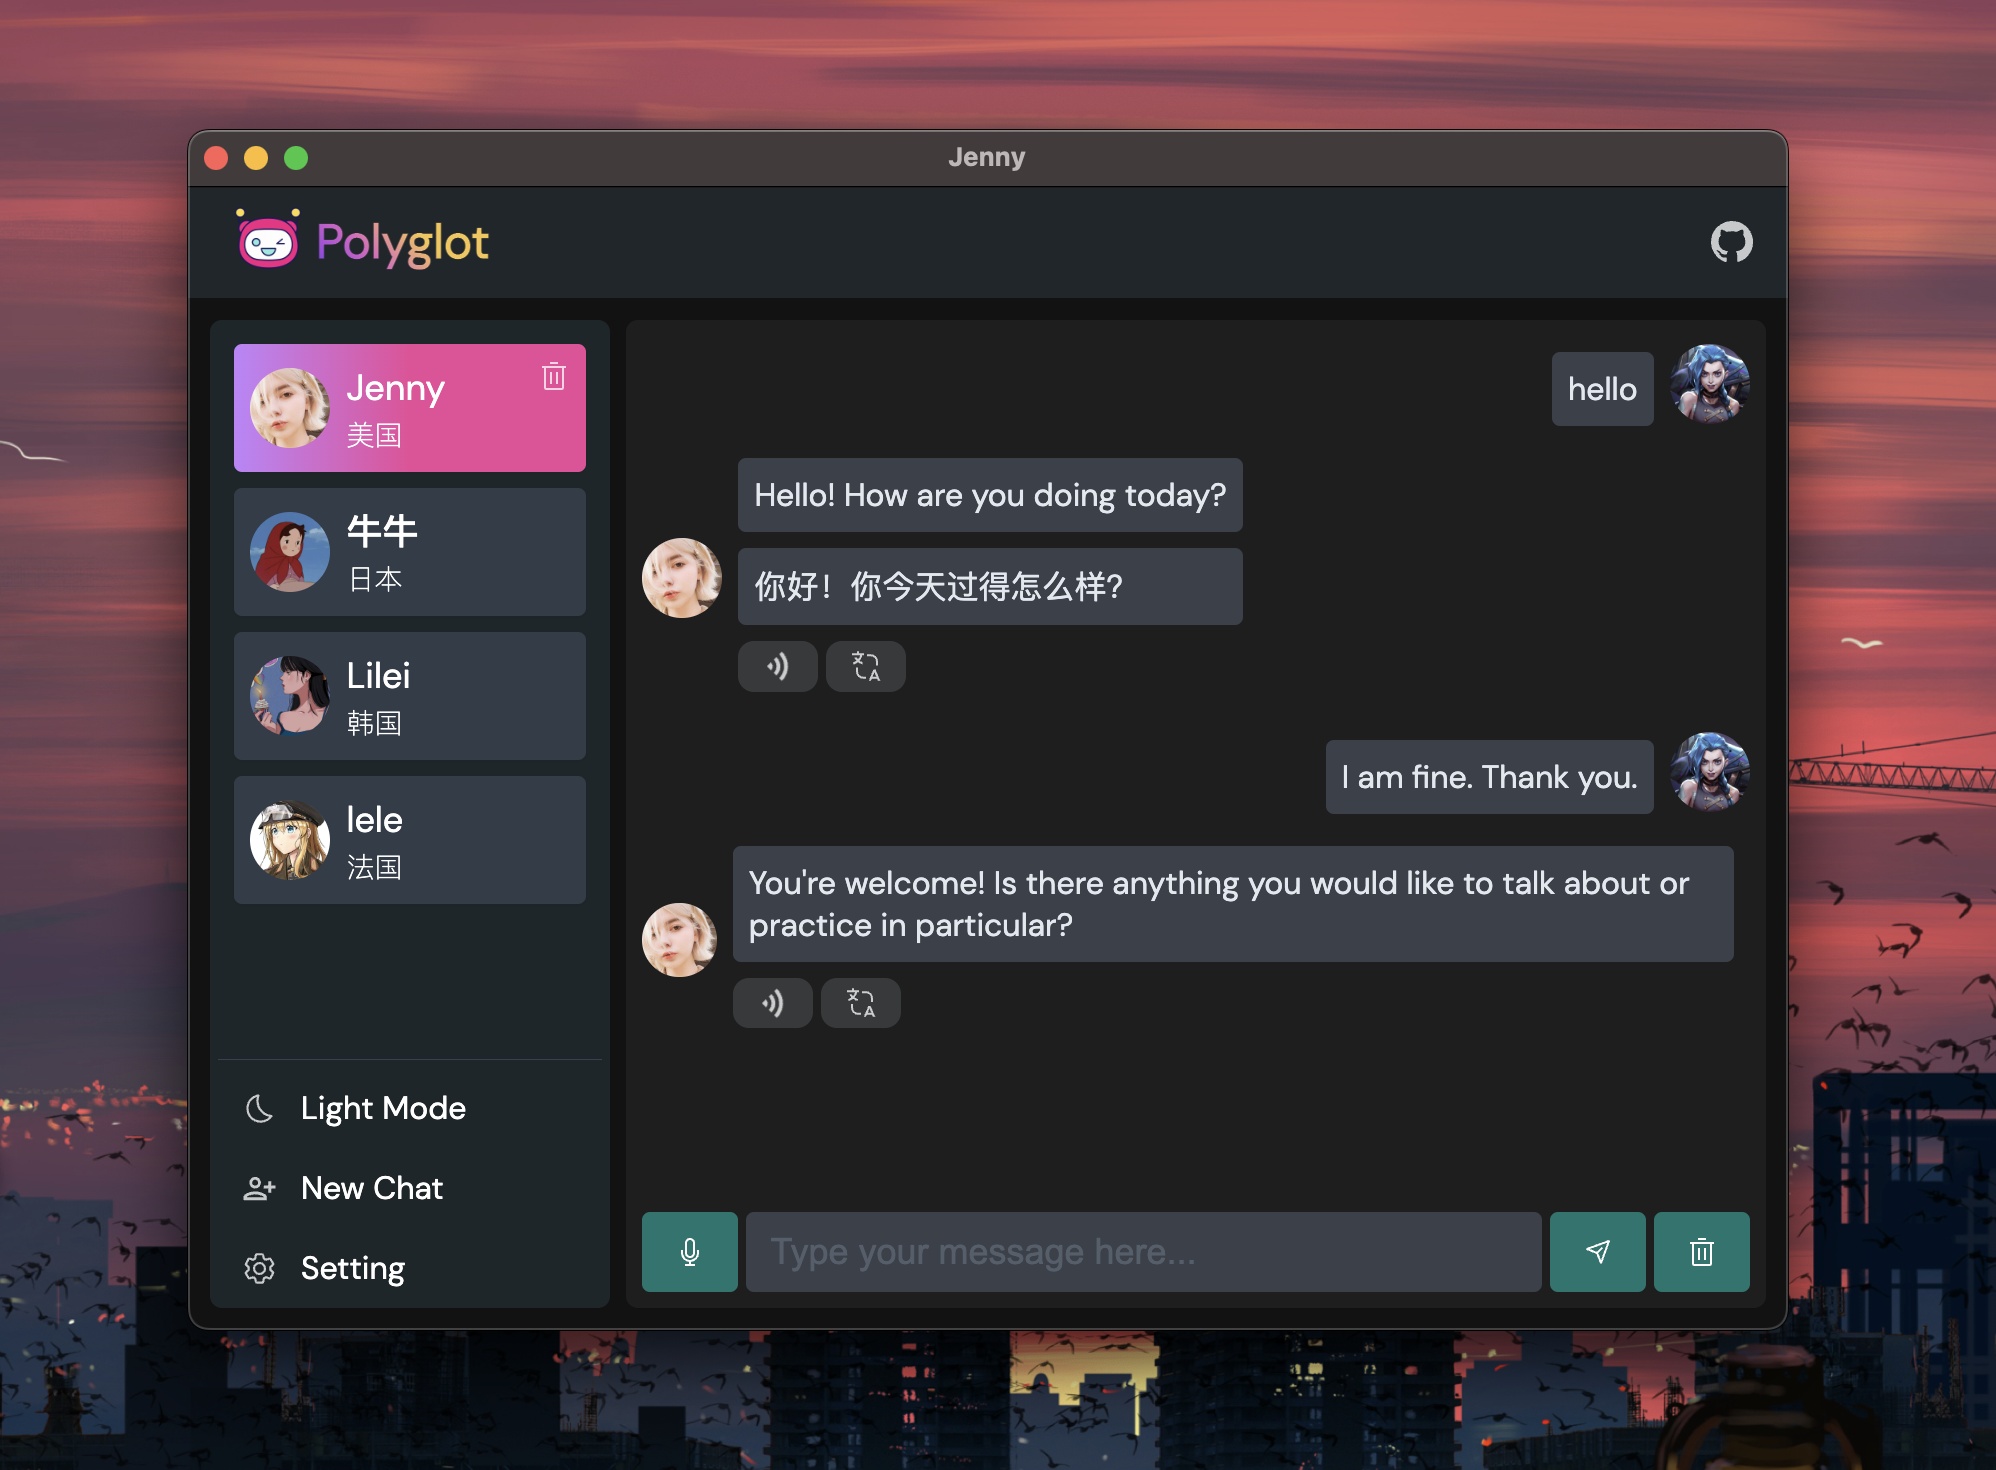 Jenny
Polyglot
Jenny
美国
牛牛
日本
Lilei
韩国
lele
法国
Light Mode
New Chat
Setting
hello
Hello! How are you doing today?
你好！你今天过得怎么样?
I am fine. Thank you.
You're welcome! Is there anything you would like to talk about or
practice in particular?
Type your message here...